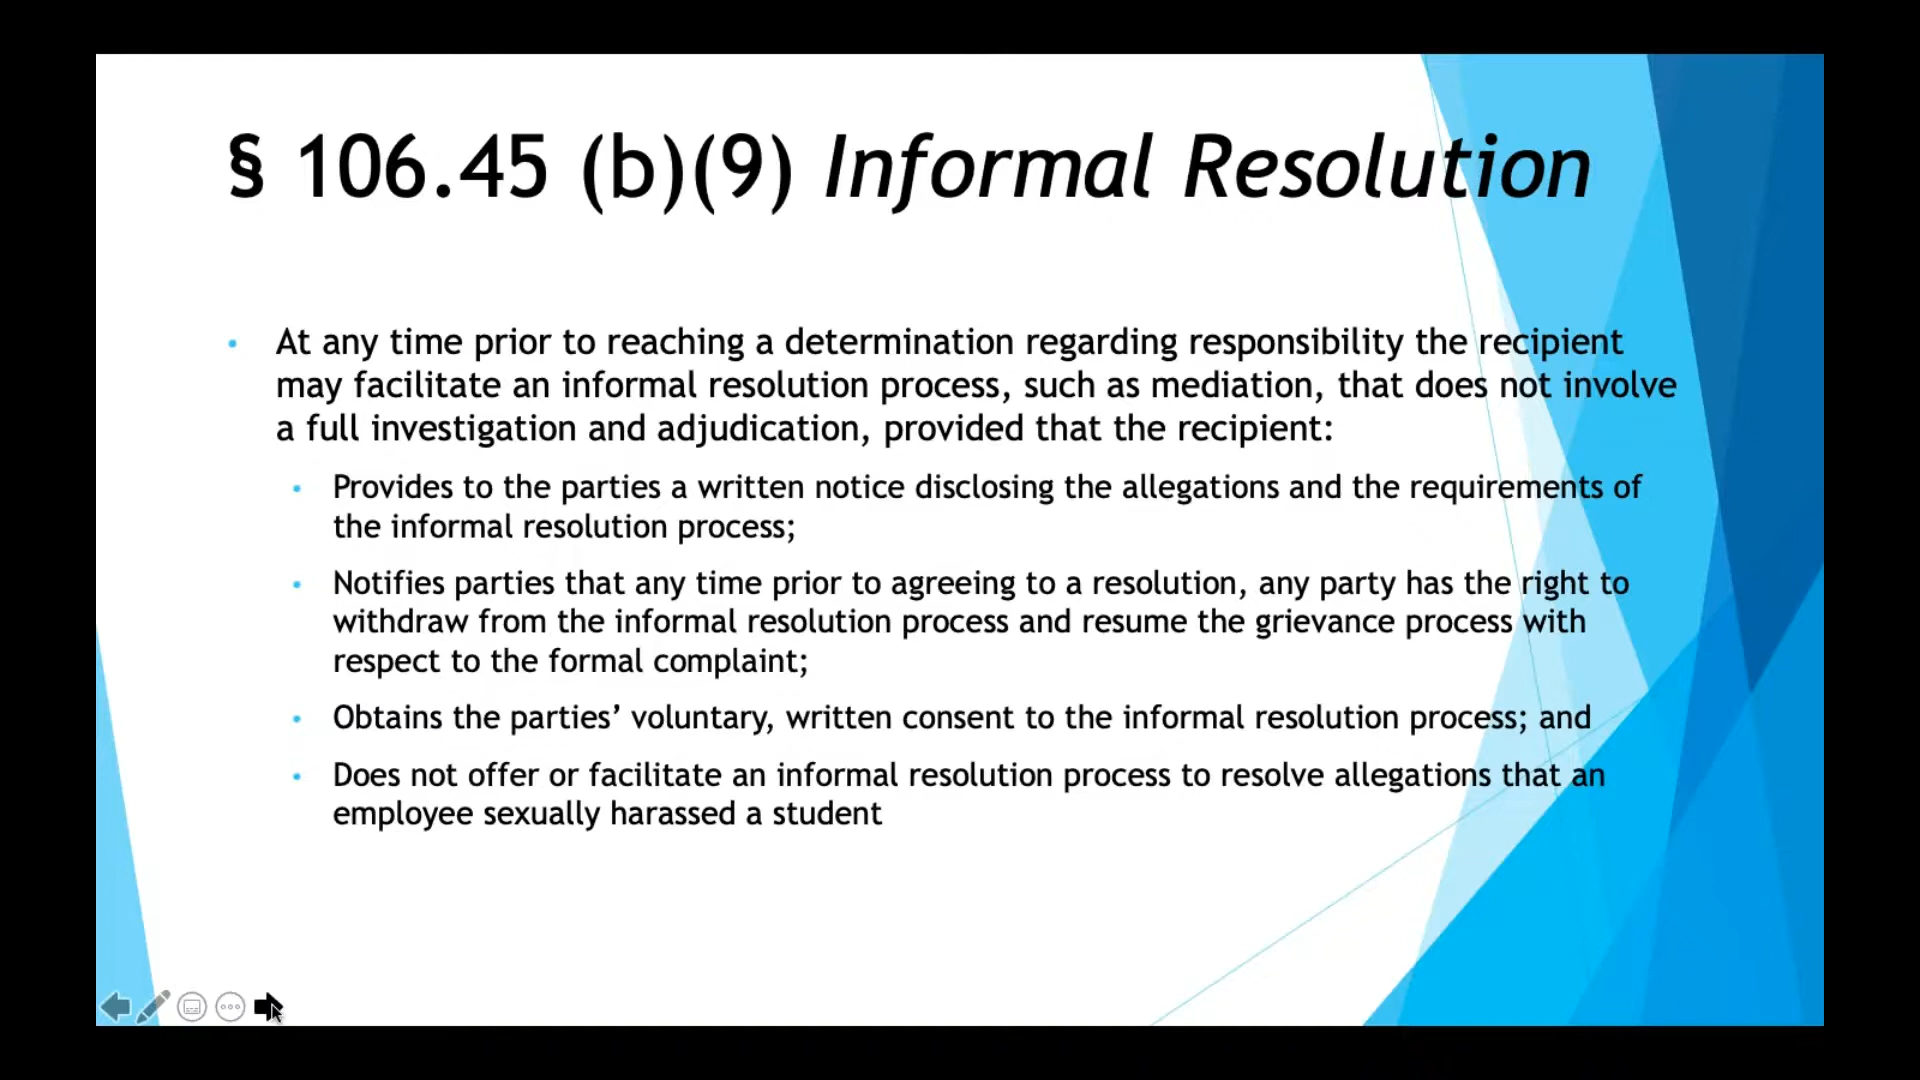 § 106.45 (b)(9) Informal Resolution
• At any time prior to reaching a determination regarding responsibility the recipient
may facilitate an informal resolution process, such as mediation, that does not involve
a full investigation and adjudication, provided that the recipient:
• Provides to the parties a written notice disclosing the allegations and the requirements of
the informal resolution process;
• Notifies parties that any time prior to agreeing to a resolution, any party has the right to
withdraw from the informal resolution process and resume the grievance process with
respect to the formal complaint;
• Obtains the parties’ voluntary, written consent to the informal resolution process; and
• Does not offer or facilitate an informal resolution process to resolve allegations that an
employee sexually harassed a student